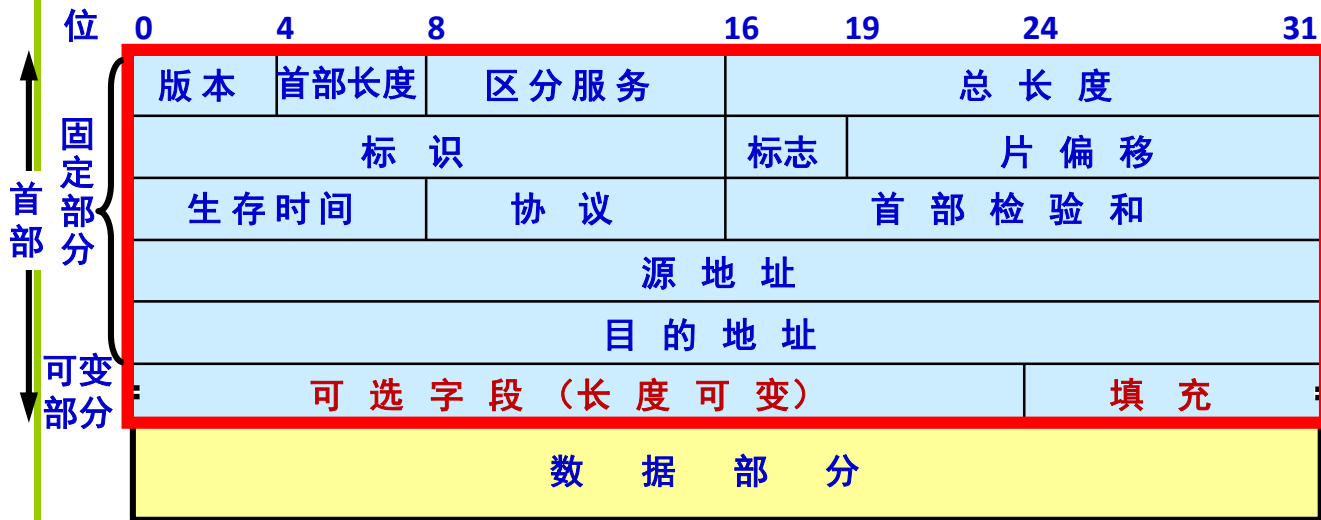 位 0 4 8 16 19 24 31
版本 首部长度 区分服务 总长度
标识 标志 片偏移
生存时间 协议 首部检验和
源地址
目的地址
可选字段（长度可变） 填充
数据部分
首部
固定部分
可变部分